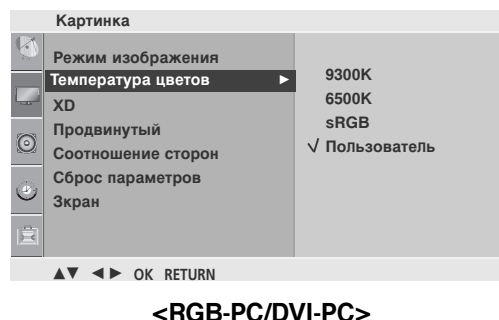 Картинка
Режим изображения
Температура цветов ►
XD
Продвинутый
Соотношение сторон
Сброс параметров
Зкран
9300K
6500K
sRGB
√ Пользователь
▲▼ ◄► OK RETURN
<RGB-PC/DVI-PC>